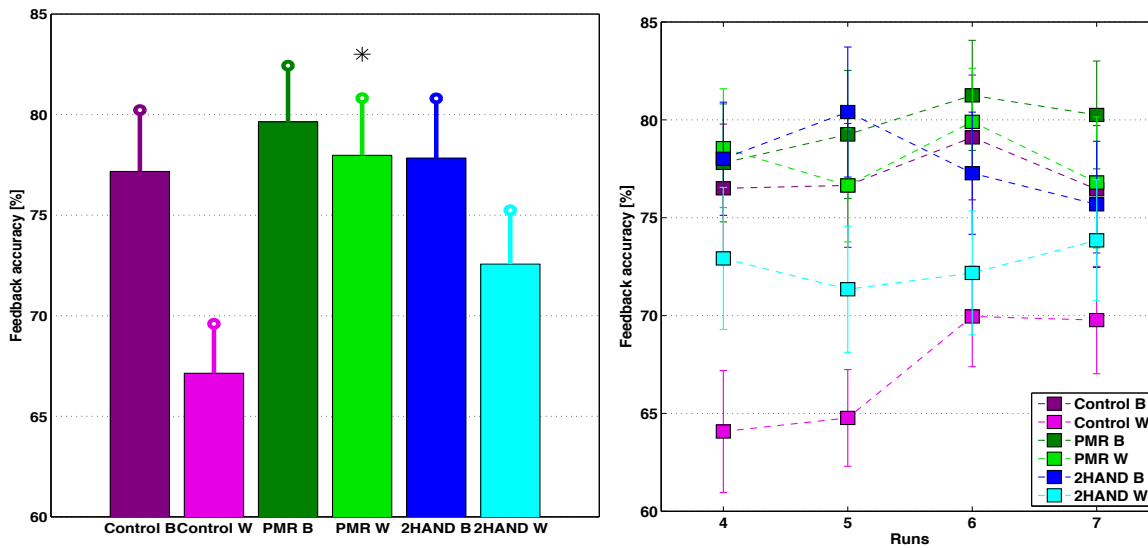 85
80
75
70
65
60
Feedback accuracy [%]
Control B Control W PMR B PMR W 2HAND B 2HAND W
85
80
75
70
65
60
Feedback accuracy [%]
4 5 6 7
Runs
Control B
Control W
PMR B
PMR W
2HAND B
2HAND W